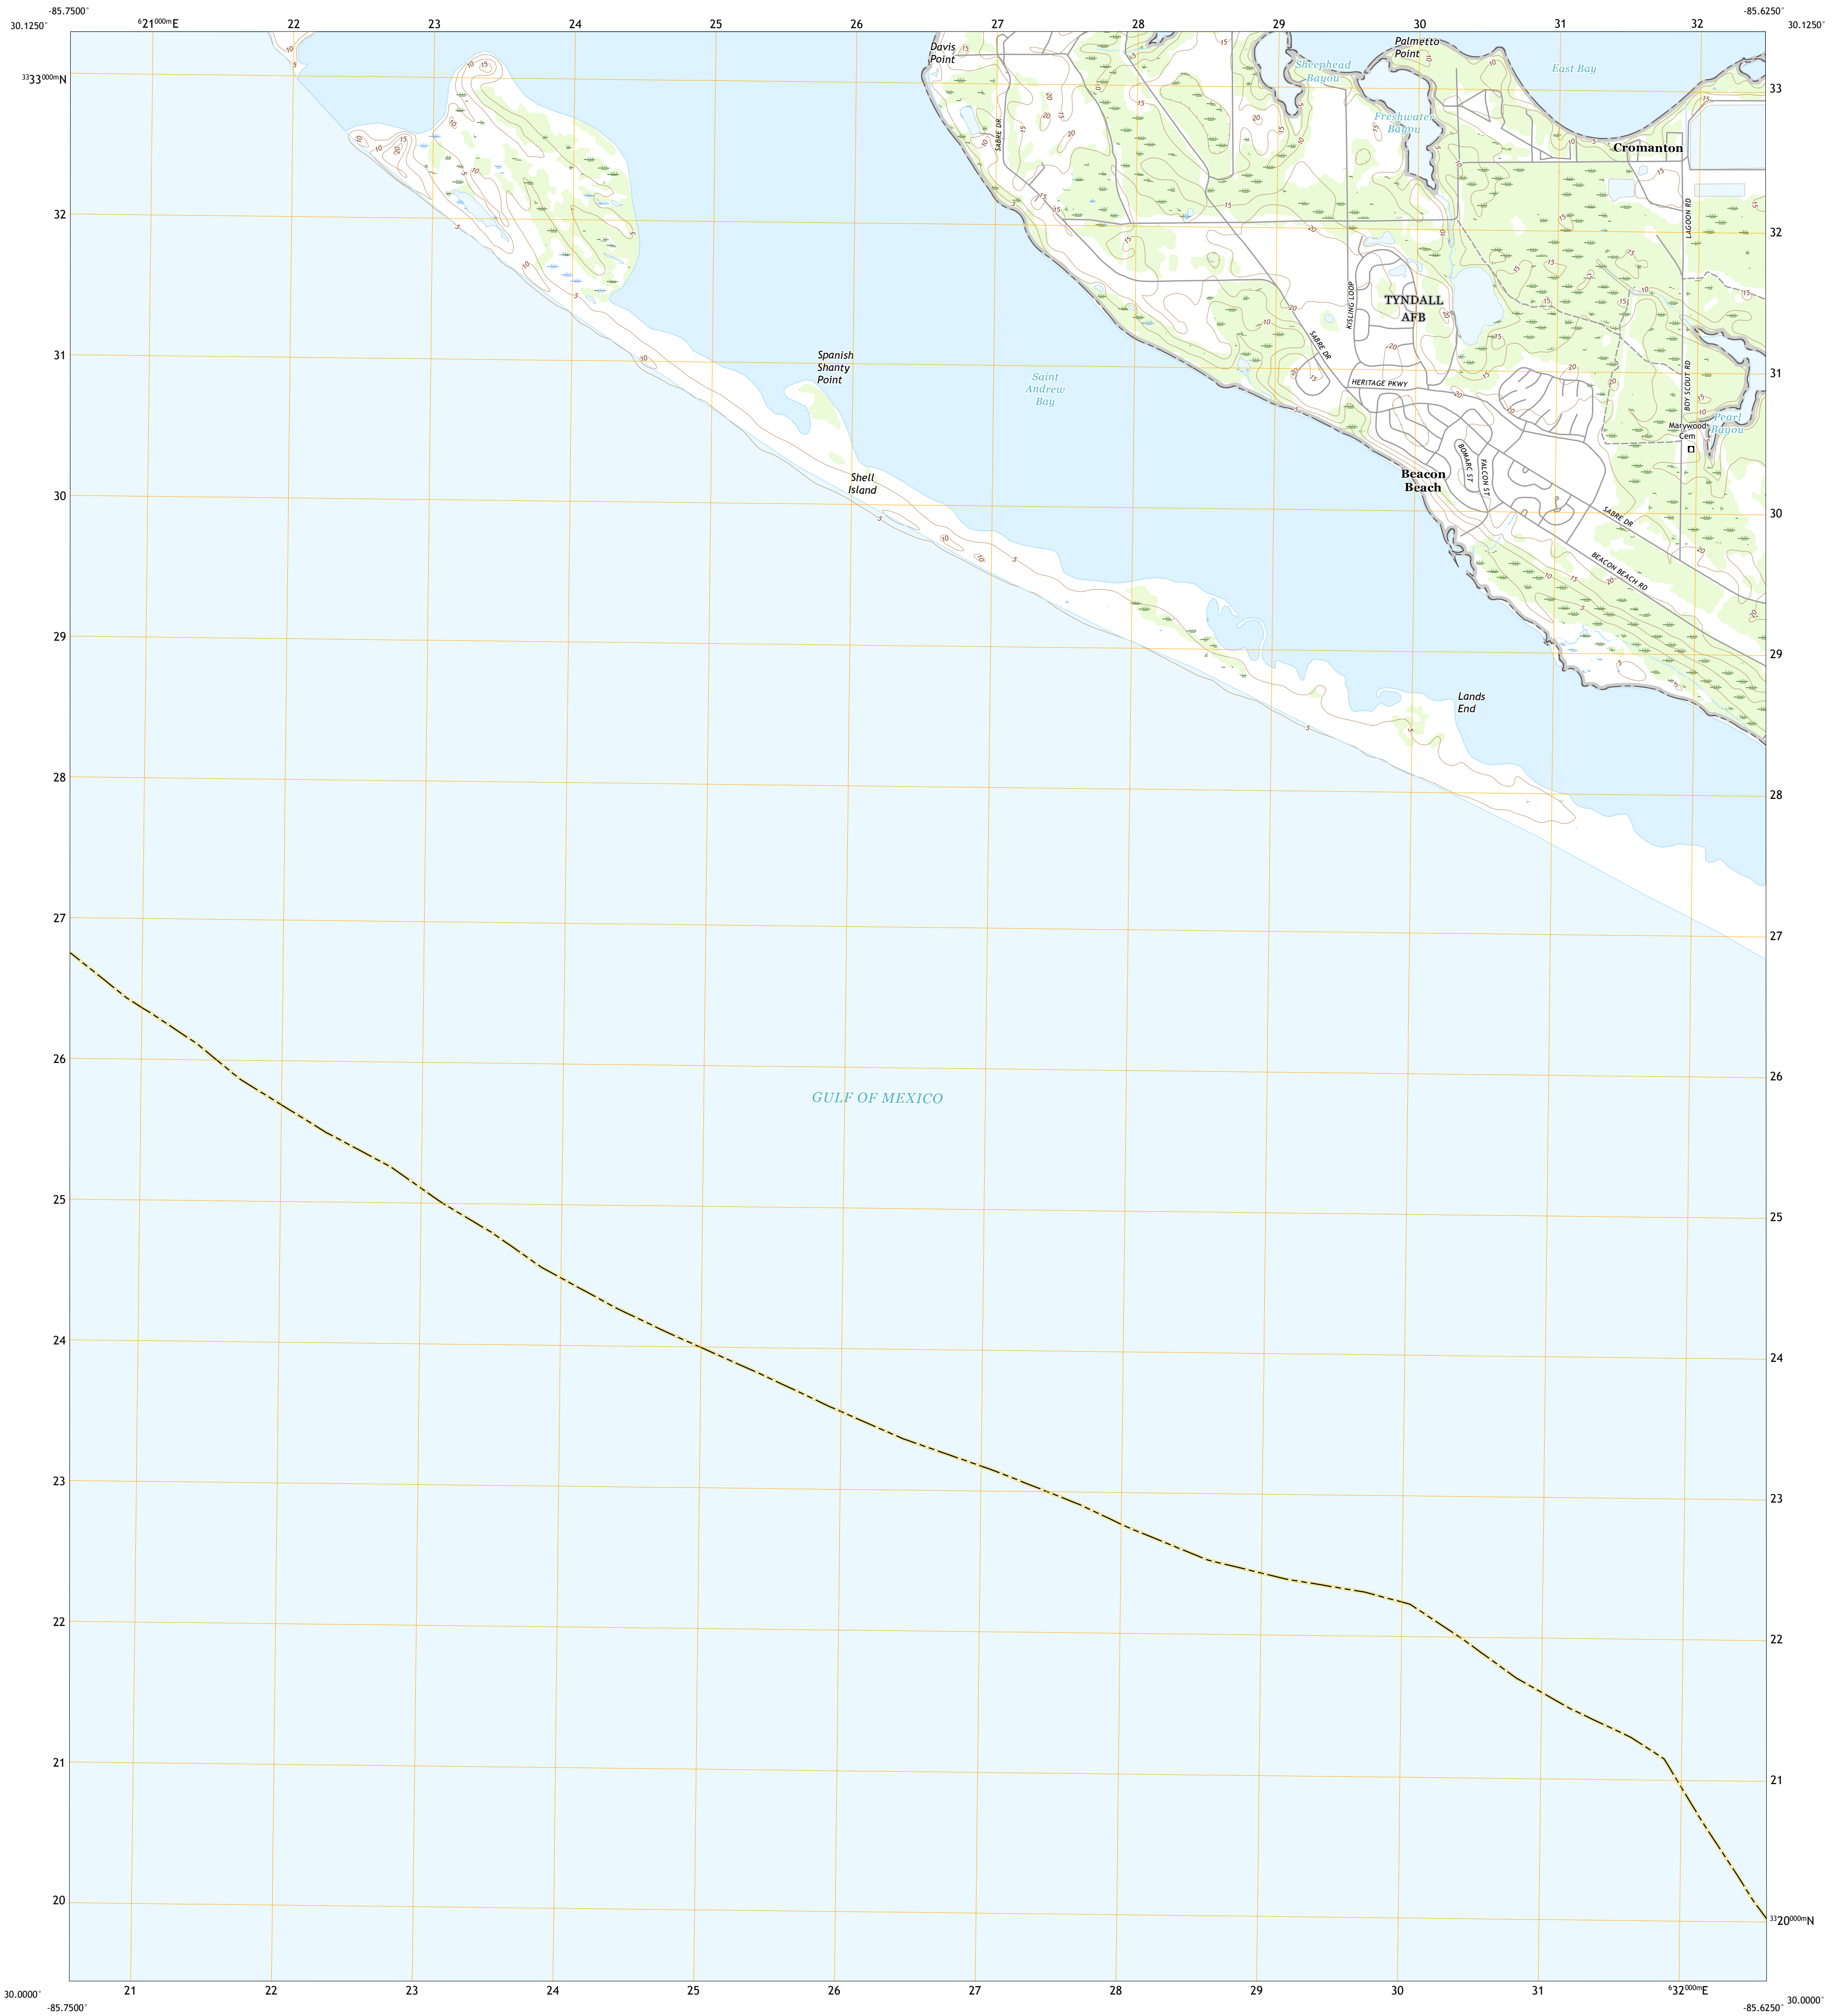 -85.7500°
-85.6250°
30.1250°
⁶21⁰⁰⁰ᵐE
22
23
24
25
26
27
28
29
30
31
32
30.1250°
Davis
Point
Palmetto
Point
Sheephead
Bayou
East Bay
³³33⁰⁰⁰ᵐN
33
Freshwater
Bayou
Cromanton
SABRE DR
LAGOON RD
32
32
KISLING LOOP
TYNDALL
AFB
SABRE DR
31
31
Spanish
Shanty
Point
Saint
Andrew
Bay
HERITAGE PKWY
BOY SCOUT RD
Pearl
Bayou
Marywood
Cem
Shell
Island
Beacon
Beach
BOMARC ST
FALCON ST
30
30
SABRE DR
BEACON BEACH RD
29
29
Lands
End
28
28
27
27
26
26
GULF OF MEXICO
25
25
24
24
23
23
22
22
21
21
20
³³20⁰⁰⁰ᵐN
30.0000°
21
22
23
24
25
26
27
28
29
30
31
⁶32⁰⁰⁰ᵐE
30.0000°
-85.7500°
-85.6250°